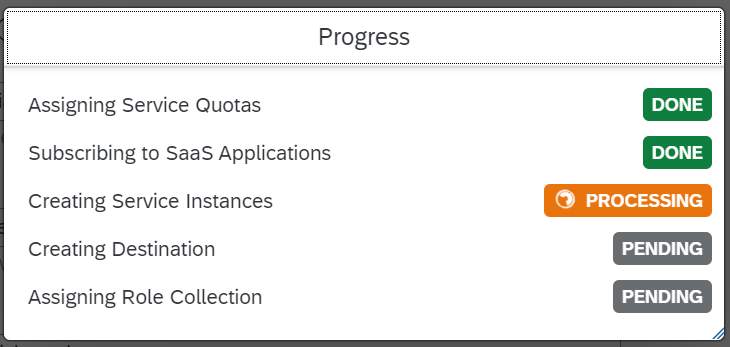 Progress
Assigning Service Quotas DONE
Subscribing to SaaS Applications DONE
Creating Service Instances PROCESSING
Creating Destination PENDING
Assigning Role Collection PENDING